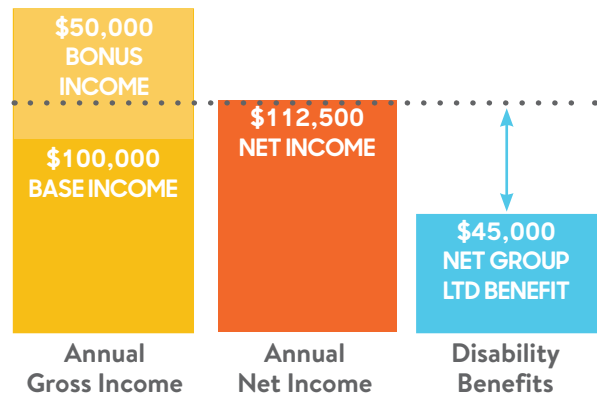 $50,000
BONUS
INCOME
$100,000
BASE INCOME
Annual
Gross Income
$112,500
NET INCOME
Annual
Net Income
$45,000
NET GROUP
LTD BENEFIT
Disability
Benefits